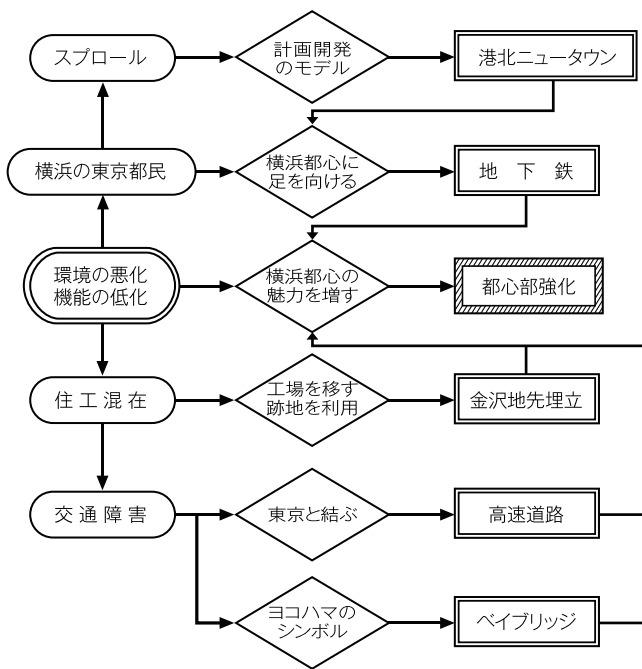 スプロール
計画開発
のモデル
港北ニュータウン
横浜の東京都民
横浜都心に
足を向ける
地 下 鉄
環境の悪化
機能の低化
横浜都心の
魅力を増す
都心部強化
住 工 混 在
工場を移す
跡地を利用
金沢地先埋立
交 通 障 害
東京と結ぶ
高速道路
ヨコハマの
シンボル
ベイブリッジ